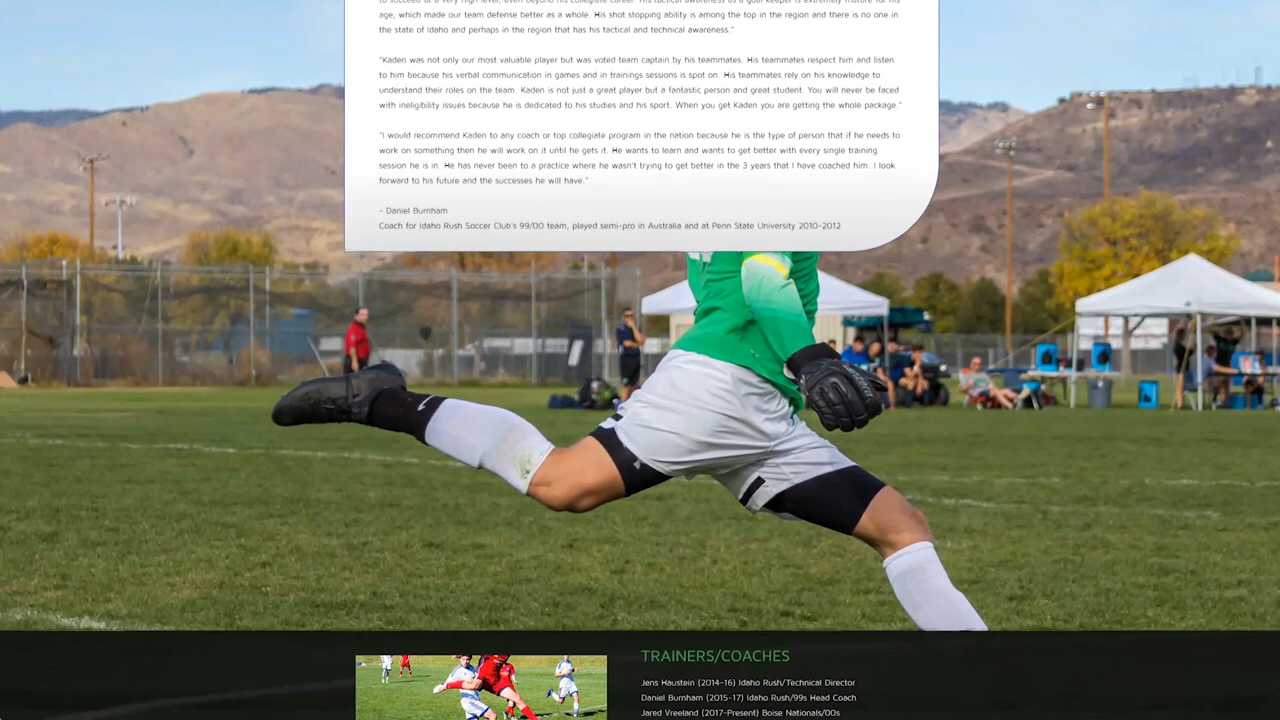 to succeed at a very high level, even beyond his collegiate career. His tactical awareness as a goal keeper is extremely mature for his
age, which made our team defense better as a whole. His shot stopping ability is among the top in the region and there is no one in
the state of Idaho and perhaps in the region that has his tactical and technical awareness."
"Kaden was not only our most valuable player but was voted team captain by his teammates. His teammates respect him and listen
to him because his verbal communication in games and in trainings sessions is spot on. His teammates rely on his knowledge to
understand their roles on the team. Kaden is not just a great player but a fantastic person and great student. You will never be faced
with ineligibility issues because he is dedicated to his studies and his sport. When you get Kaden you are getting the whole package."
"I would recommend Kaden to any coach or top collegiate program in the nation because he is the type of person that if he needs to
work on something then he will work on it until he gets it. He wants to learn and wants to get better with every single training
session he is in. He has never been to a practice where he wasn't trying to get better in the 3 years that I have coached him. I look
forward to his future and the successes he will have."
- Daniel Burnham
Coach for Idaho Rush Soccer Club's 99/00 team, played semi-pro in Australia and at Penn State University 2010-2012
TRAINERS/COACHES
Jens Haustein (2014-16) Idaho Rush/Technical Director
Daniel Burnham (2015-17) Idaho Rush/99s Head Coach
Jared Vreeland (2017-Present) Boise Nationals/00s